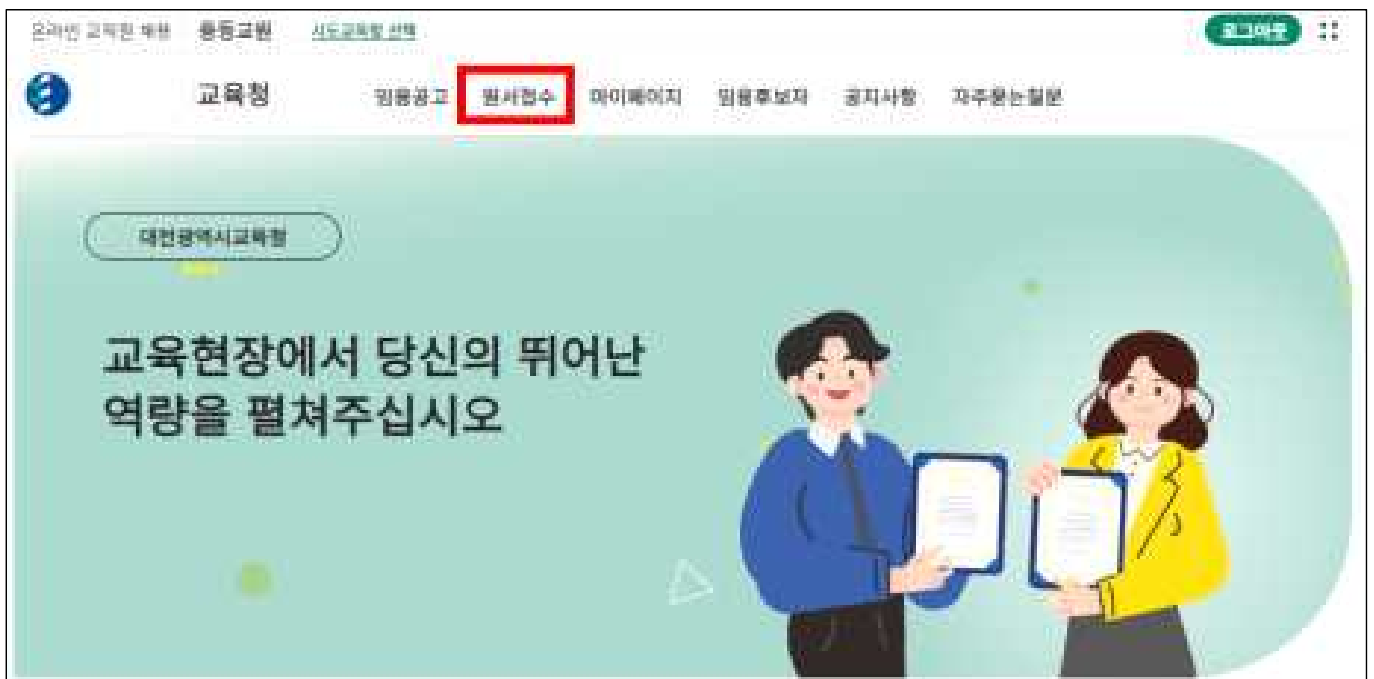 온라인 교직원 채용 중등교원 시도교육청 선택 로그아웃
교육청 임용공고 원서접수 마이페이지 임용후보자 공지사항 자주묻는질문
대전광역시교육청
교육현장에서 당신의 뛰어난
역량을 펼쳐주십시오